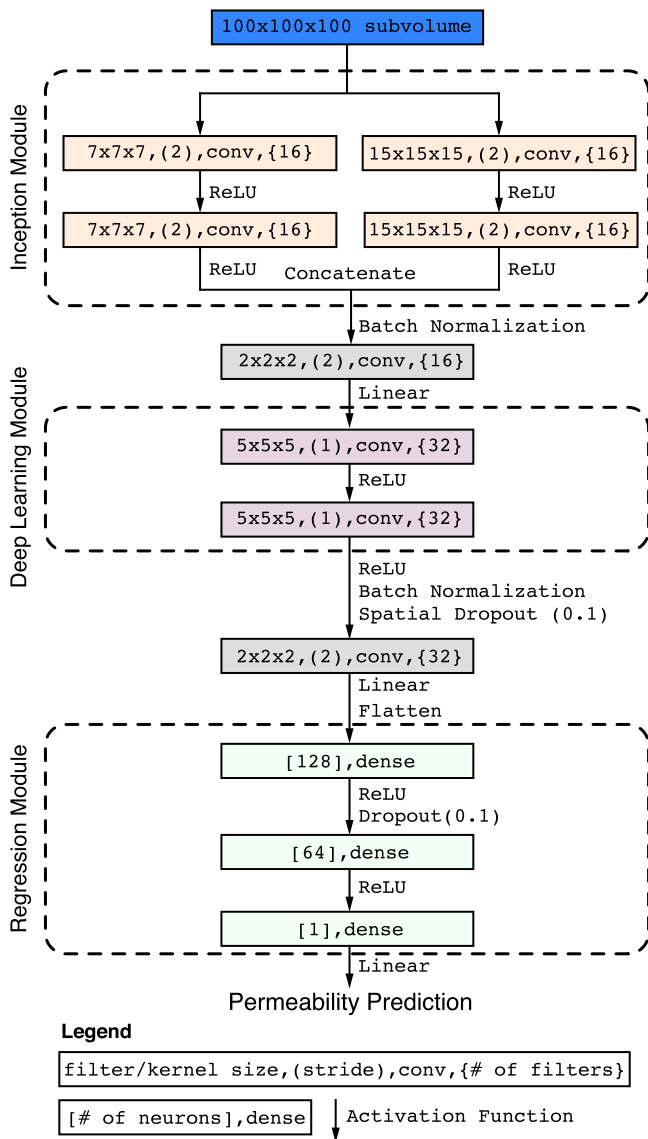 100x100x100 subvolume
Inception Module
7x7x7,(2),conv,{16}
15x15x15,(2),conv,{16}
ReLU
ReLU
7x7x7,(2),conv,{16}
15x15x15,(2),conv,{16}
ReLU
Concatenate
ReLU
Batch Normalization
2x2x2,(2),conv,{16}
Linear
Deep Learning Module
5x5x5,(1),conv,{32}
ReLU
5x5x5,(1),conv,{32}
ReLU
Batch Normalization
Spatial Dropout (0.1)
2x2x2,(2),conv,{32}
Linear
Flatten
Regression Module
[128],dense
ReLU
Dropout(0.1)
[64],dense
ReLU
[1],dense
Linear
Permeability Prediction
Legend
filter/kernel size,(stride),conv,{# of filters}
[# of neurons],dense
Activation Function